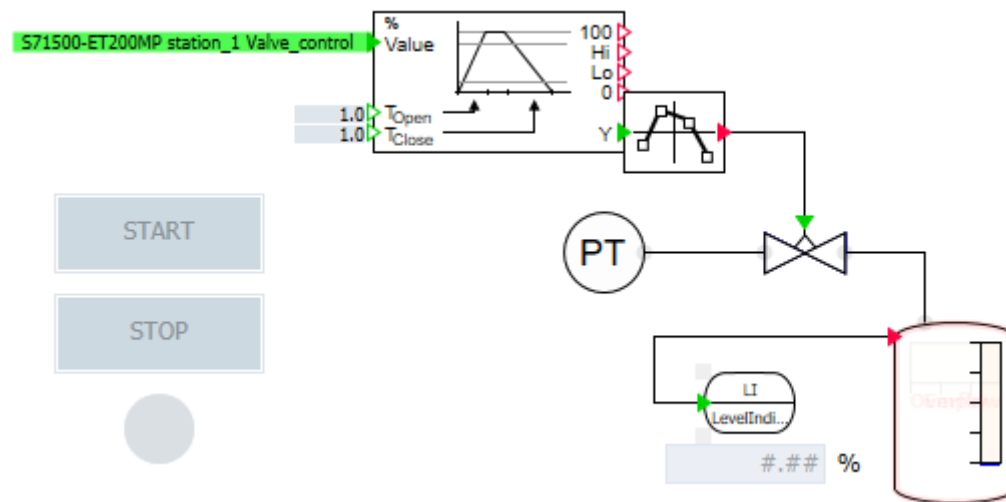 %
S71500-ET200MP station_1 Valve_control
Value
100
Hi
Lo
0
1.0
TOpen
1.0
TClose
Y
START
PT
STOP
LI
LevelIndi...
#.## %